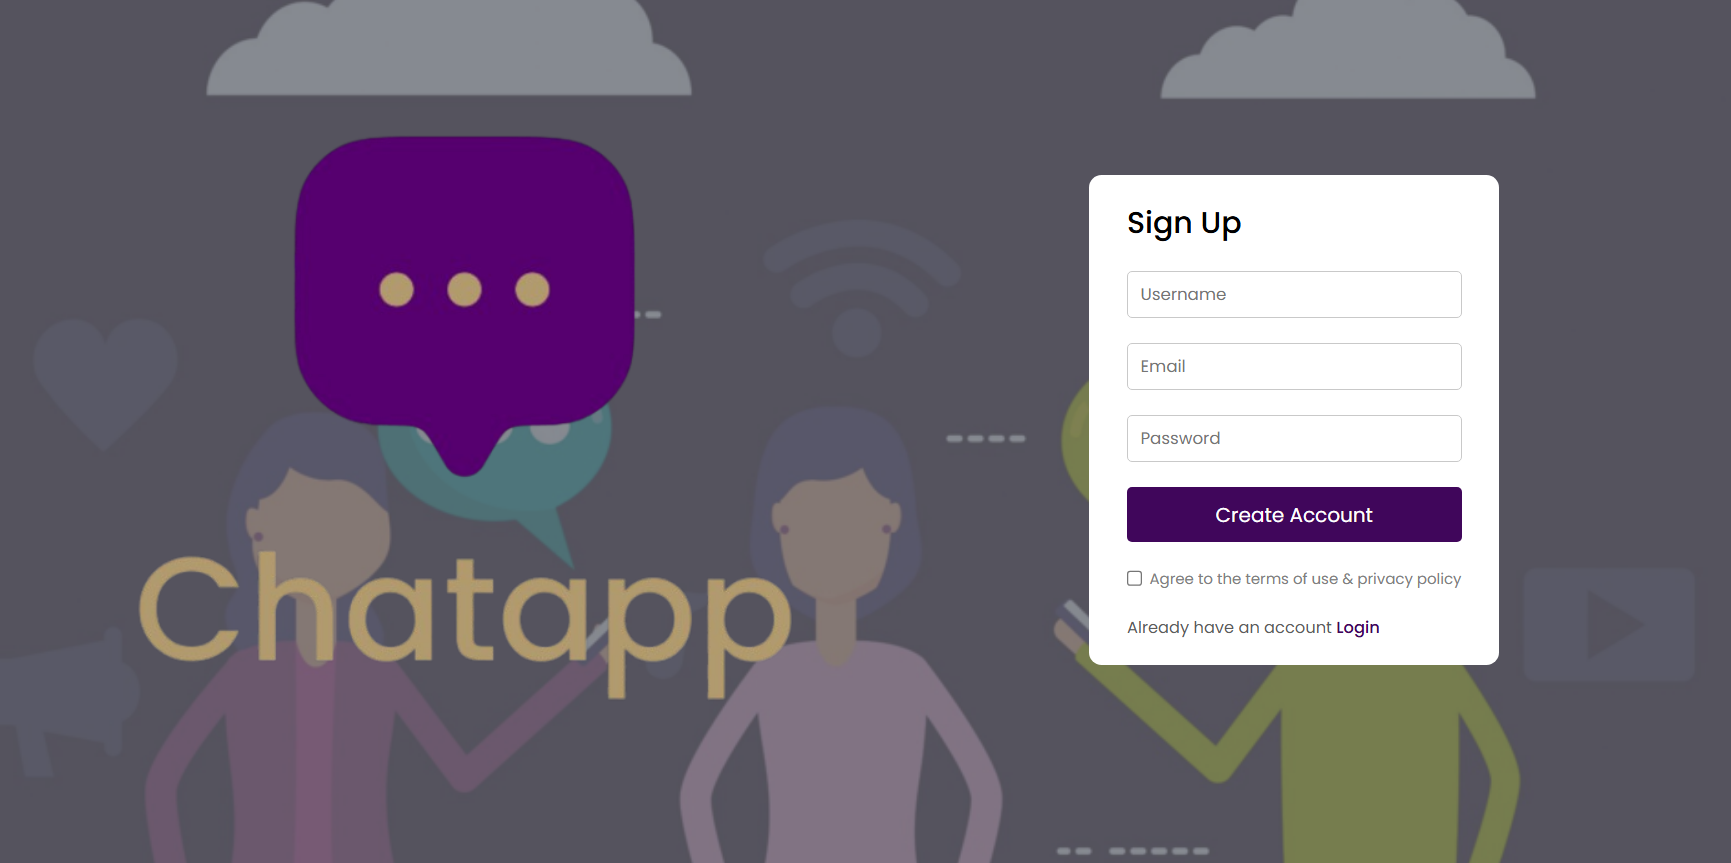 Chatapp
Sign Up
Username
Email
Password
Create Account
Agree to the terms of use & privacy policy
Already have an account Login